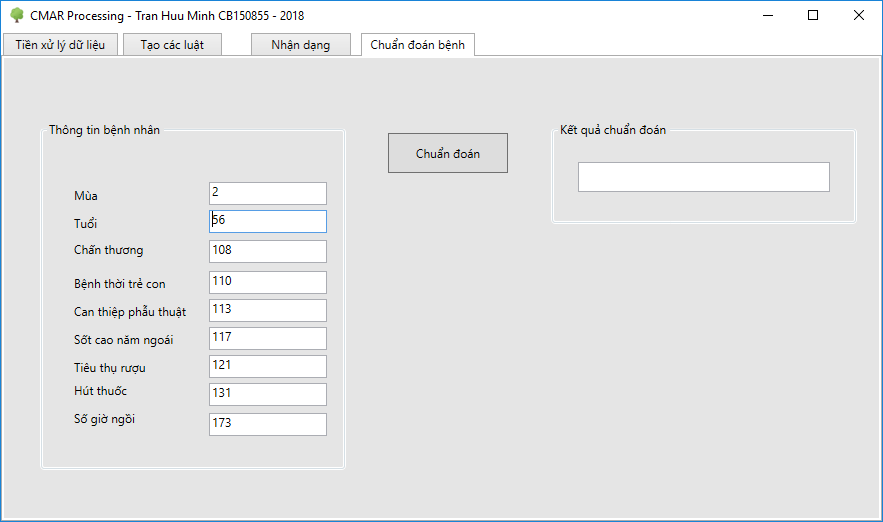 CMAR Processing - Tran Huu Minh CB150855 - 2018
Tiền xử lý dữ liệu Tạo các luật Nhận dạng Chuẩn đoán bệnh
Thông tin bệnh nhân
Mùa 2
Tuổi 56
Chấn thương 108
Bệnh thời trẻ con 110
Can thiệp phẫu thuật 113
Sốt cao năm ngoái 117
Tiêu thụ rượu 121
Hút thuốc 131
Số giờ ngồi 173
Chuẩn đoán
Kết quả chuẩn đoán